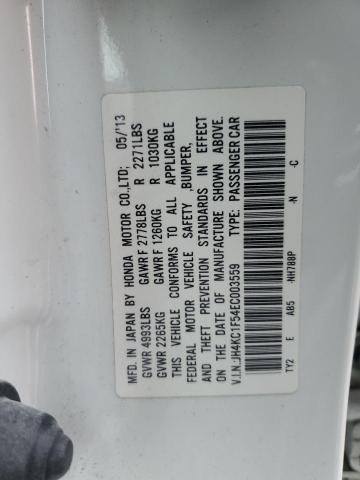 MFD. IN JAPAN BY HONDA MOTOR CO.,LTD; 05/'13
GVWR 4993LBS GAWR F 2778LBS R 2271LBS
GVWR 2265KG GAWR F 1260KG R 1030KG
THIS VEHICLE CONFORMS TO ALL APPLICABLE
FEDERAL MOTOR VEHICLE SAFETY ,BUMPER,
AND THEFT PREVENTION STANDARDS IN EFFECT
ON THE DATE OF MANUFACTURE SHOWN ABOVE.
V.I.N.:JH4KC1F54EC003559 TYPE: PASSENGER CAR
TY2 E AB5 -NH788P -N -C